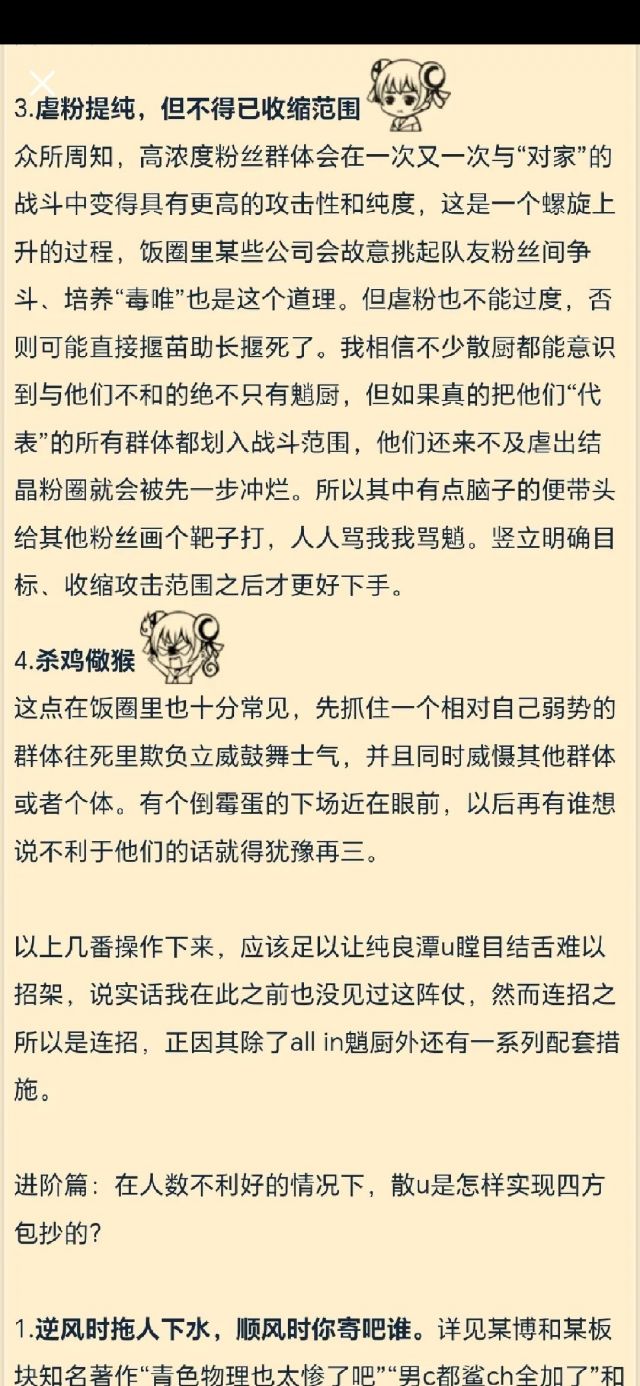 3.虐粉提纯，但不得已收缩范围
众所周知，高浓度粉丝群体会在一次又一次与“对家”的
战斗中变得具有更高的攻击性和纯度，这是一个螺旋上
升的过程，饭圈里某些公司会故意挑起队友粉丝间争
斗、培养“毒唯”也是这个道理。但虐粉也不能过度，否
则可能直接揠苗助长揠死了。我相信不少散厨都能意识
到与他们不和的绝不只有魈厨，但如果真的把他们“代
表”的所有群体都划入战斗范围，他们还来不及虐出结
晶粉圈就会被先一步冲烂。所以其中有点脑子的便带头
给其他粉丝画个靶子打，人人骂我我骂魈。竖立明确目
标、收缩攻击范围之后才更好下手。
4.杀鸡儆猴
这点在饭圈里也十分常见，先抓住一个相对自己弱势的
群体往死里欺负立威鼓舞士气，并且同时威慑其他群体
或者个体。有个倒霉蛋的下场近在眼前，以后再有谁想
说不利于他们的话就得犹豫再三。
以上几番操作下来，应该足以让纯良潭u瞠目结舌难以
招架，说实话我在此之前也没见过这阵仗，然而连招之
所以是连招，正因其除了all in魈厨外还有一系列配套措
施。
进阶篇：在人数不利好的情况下，散u是怎样实现四方
包抄的？
1.逆风时拖人下水，顺风时你寄吧谁。详见某博和某板
块知名著作“青色物理也太惨了吧”“男c都鲨ch全加了”和